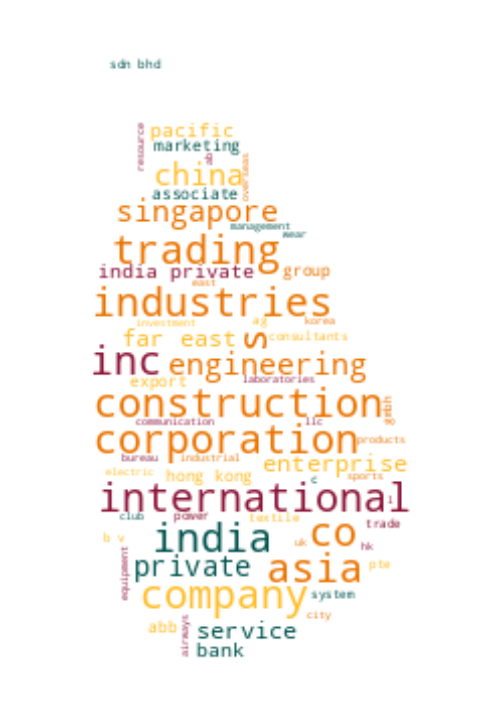 sdn bhd
resource
pacific
marketing
china
overseas
associate
singapore
management
wear
trading
india private
group
east
industries
investment
ag
korea
far east
s
consultants
inc
engineering
export
laboratories
construction
gmbh
communication
llc
corporation
products
bureau
industrial
enterprise
electric
hong kong
c
sports
international
l
club
power
textile
trade
b v
india
co
uk
hk
equipment
private
asia
pte
company
system
city
abb
airways
service
bank